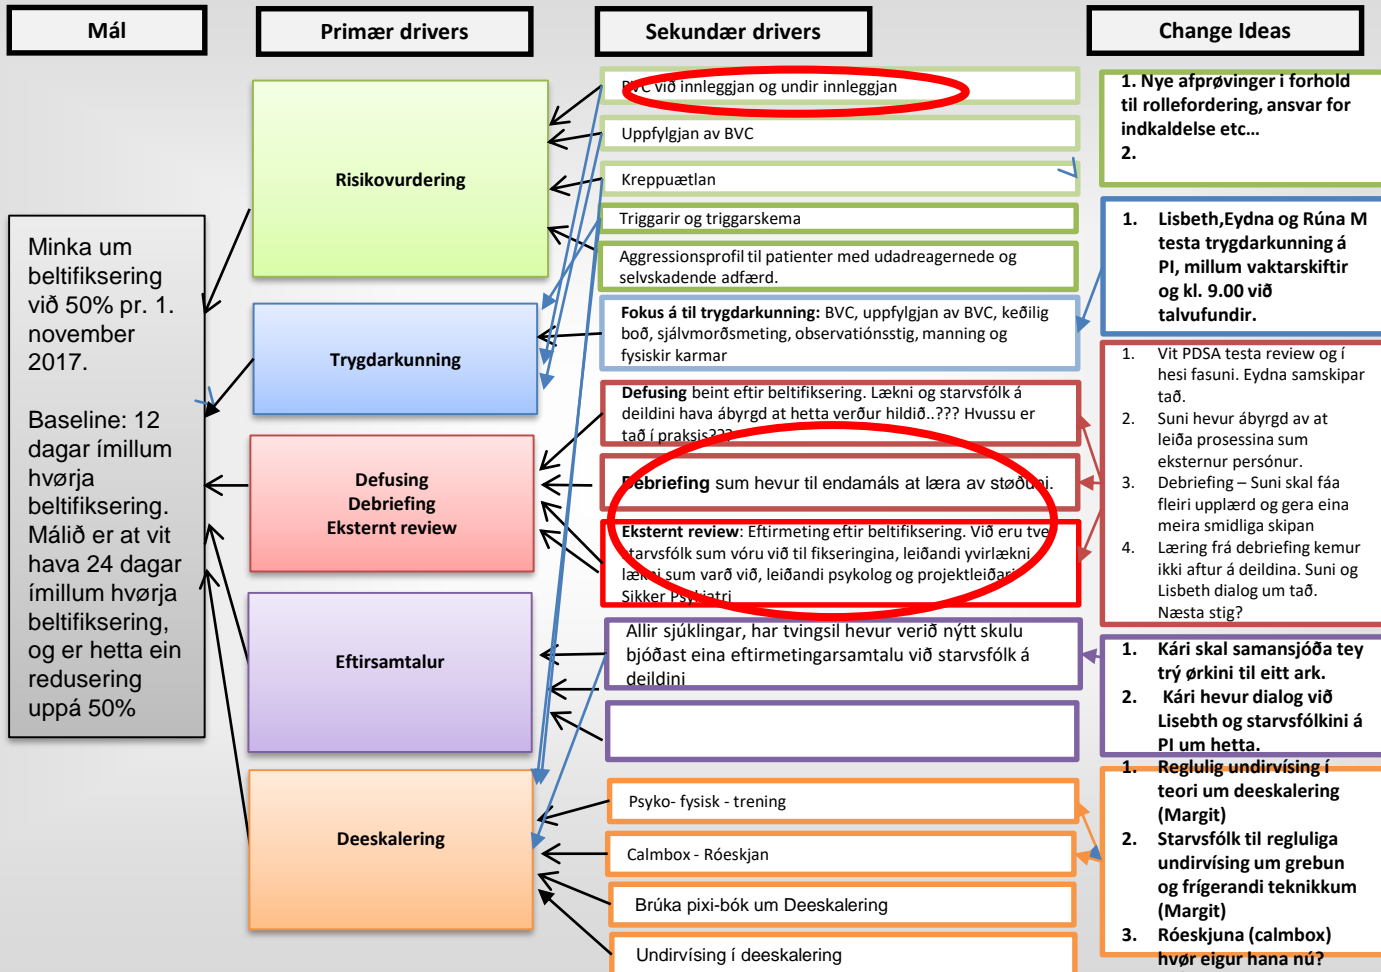 Mál
Primær drivers
Sekundær drivers
Change Ideas
Minka um
beltifiksering
við 50% pr. 1.
november
2017.
Baseline: 12
dagar ímillum
hvørja
beltifiksering.
Málið er at vit
hava 24 dagar
ímillum hvørja
beltifiksering,
og er hetta ein
redusering
uppá 50%
Risikovurdering
Trygdarkunning
Defusing
Debriefing
Eksternt review
Eftirsamtalur
Deeskalering
BVC við innleggjan og undir innleggjan
Uppfylgjan av BVC
Kreppuætlan
Triggarir og triggarskema
Aggressionsprofil til patienter med udadreagernede og
selvskadende adfærd.
Fokus á til trygdarkunning: BVC, uppfylgjan av BVC, keðilig
boð, sjálvmorðsmeting, observatiónsstig, manning og
fysiskir karmar
Defusing beint eftir beltifiksering. Lækni og starvsfólk á
deildini hava ábyrgd at hetta verður hildið..??? Hvussu er
tað í praksis???
Debriefing sum hevur til endamáls at læra av støðuni.
Eksternt review: Eftirmeting eftir beltifiksering. Við eru tve
starvsfólk sum vóru við til fikseringina, leiðandi yvirlækni
lækni sum varð við, leiðandi psykolog og projektleiðari
Sikker Psykiatri
Allir sjúklingar, har tvingsil hevur verið nýtt skulu
bjóðast eina eftirmetingarsamtalu við starvsfólk á
deildini
Psyko- fysisk - trening
Calmbox - Róeskjan
Brúka pixi-bók um Deeskalering
Undirvísing í deeskalering
1. Nye afprøvinger i forhold
til rollefordering, ansvar for
indkaldelse etc…
2.
1. Lisbeth,Eydna og Rúna M
testa trygdarkunning á
PI, millum vaktarskiftir
og kl. 9.00 við
talvufundir.
1. Vit PDSA testa review og í
hesi fasuni. Eydna samskipar
tað.
2. Suni hevur ábyrgd av at
leiða prosessina sum
eksternur persónur.
3. Debriefing – Suni skal fáa
fleiri upplærd og gera eina
meira smidliga skipan
4. Læring frá debriefing kemur
ikki aftur á deildina. Suni og
Lisbeth dialog um tað.
Næsta stig?
1. Kári skal samansjóða tey
trý ørkini til eitt ark.
2. Kári hevur dialog við
Lisebth og starvsfólkini á
PI um hetta.
1. Reglulig undirvísing í
teori um deeskalering
(Margit)
2. Starvsfólk til regluliga
undirvísing um grebun
og frígerandi teknikkum
(Margit)
3. Róeskjuna (calmbox)
hvør eigur hana nú?